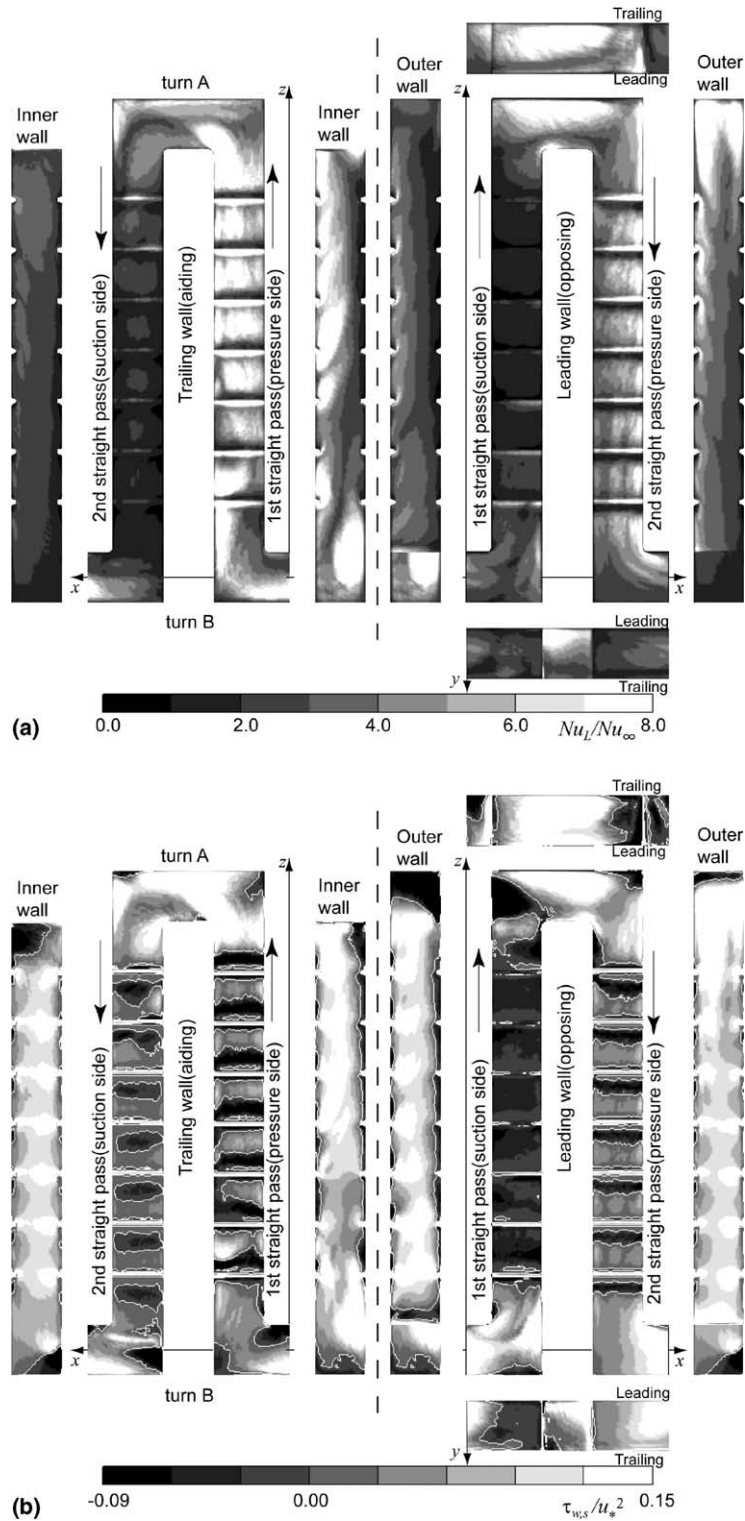 Trailing
Leading
turn A
Outer
wall
Outer
wall
Inner
wall
Inner
wall
z
z
2nd straight pass(suction side)
Trailing wall(aiding)
1st straight pass(pressure side)
1st straight pass(suction side)
Leading wall(opposing)
2nd straight pass(pressure side)
x
x
turn B
Leading
y
Trailing
0.0 2.0 4.0 6.0 Nu_L/Nu_∞ 8.0
(a)
Trailing
Leading
turn A
Outer
wall
Outer
wall
Inner
wall
Inner
wall
z
z
2nd straight pass(suction side)
Trailing wall(aiding)
1st straight pass(pressure side)
1st straight pass(suction side)
Leading wall(opposing)
2nd straight pass(pressure side)
x
x
turn B
Leading
y
Trailing
(b)
-0.09 0.00 τ_w,s/u_*^2 0.15